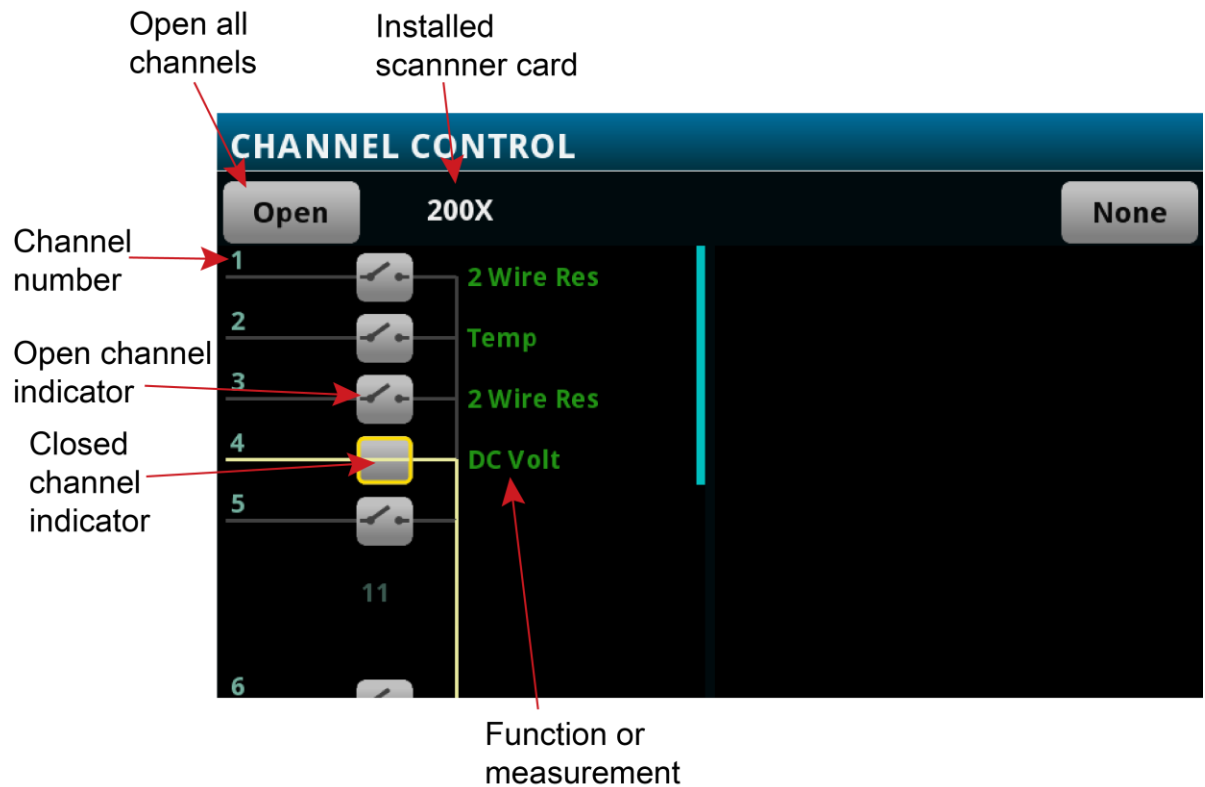 Open all
channels
Installed
scannner card
CHANNEL CONTROL
Open
200X
None
Channel
number
1
2 Wire Res
2
Temp
Open channel
indicator
3
2 Wire Res
Closed
channel
indicator
4
DC Volt
5
11
6
Function or
measurement